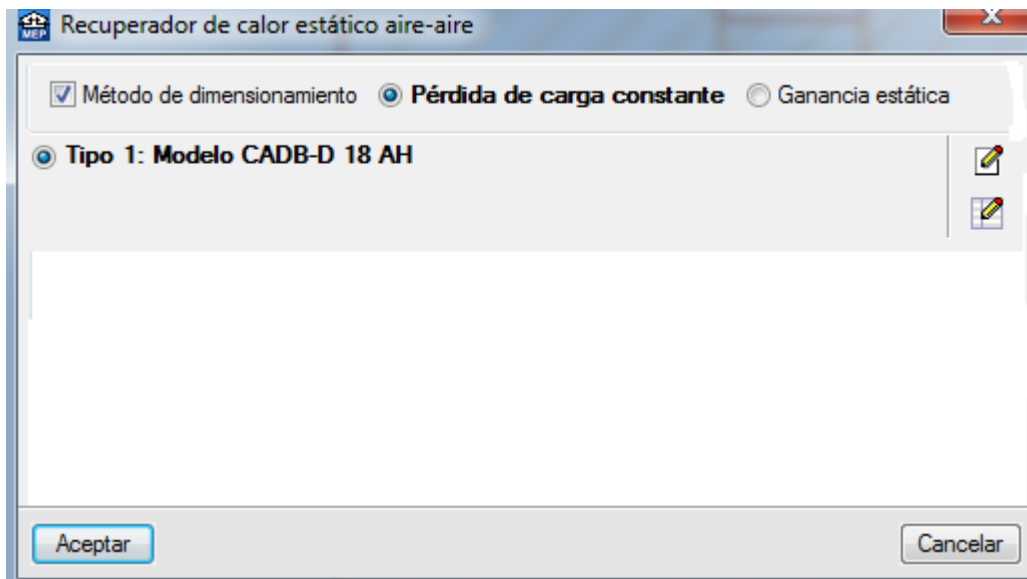 MEP Recuperador de calor estático aire-aire
Método de dimensionamiento Pérdida de carga constante Ganancia estática
Tipo 1: Modelo CADB-D 18 AH
Aceptar Cancelar